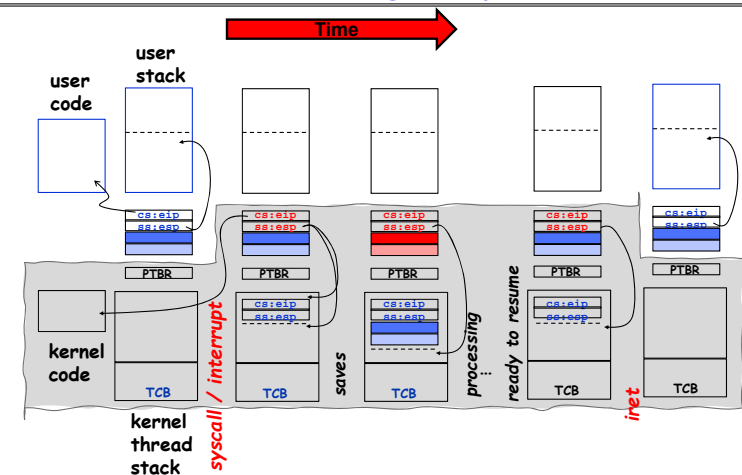 Time
user
code
user
stack
cs:eip
ss:esp
cs:eip
ss:esp
cs:eip
ss:esp
cs:eip
ss:esp
cs:eip
ss:esp
PTBR
PTBR
PTBR
PTBR
PTBR
cs:eip
ss:esp
cs:eip
ss:esp
cs:eip
ss:esp
kernel
code
TCB
TCB
TCB
TCB
TCB
kernel
thread
stack
syscall / interrupt
saves
processing
...
ready to resume
iret